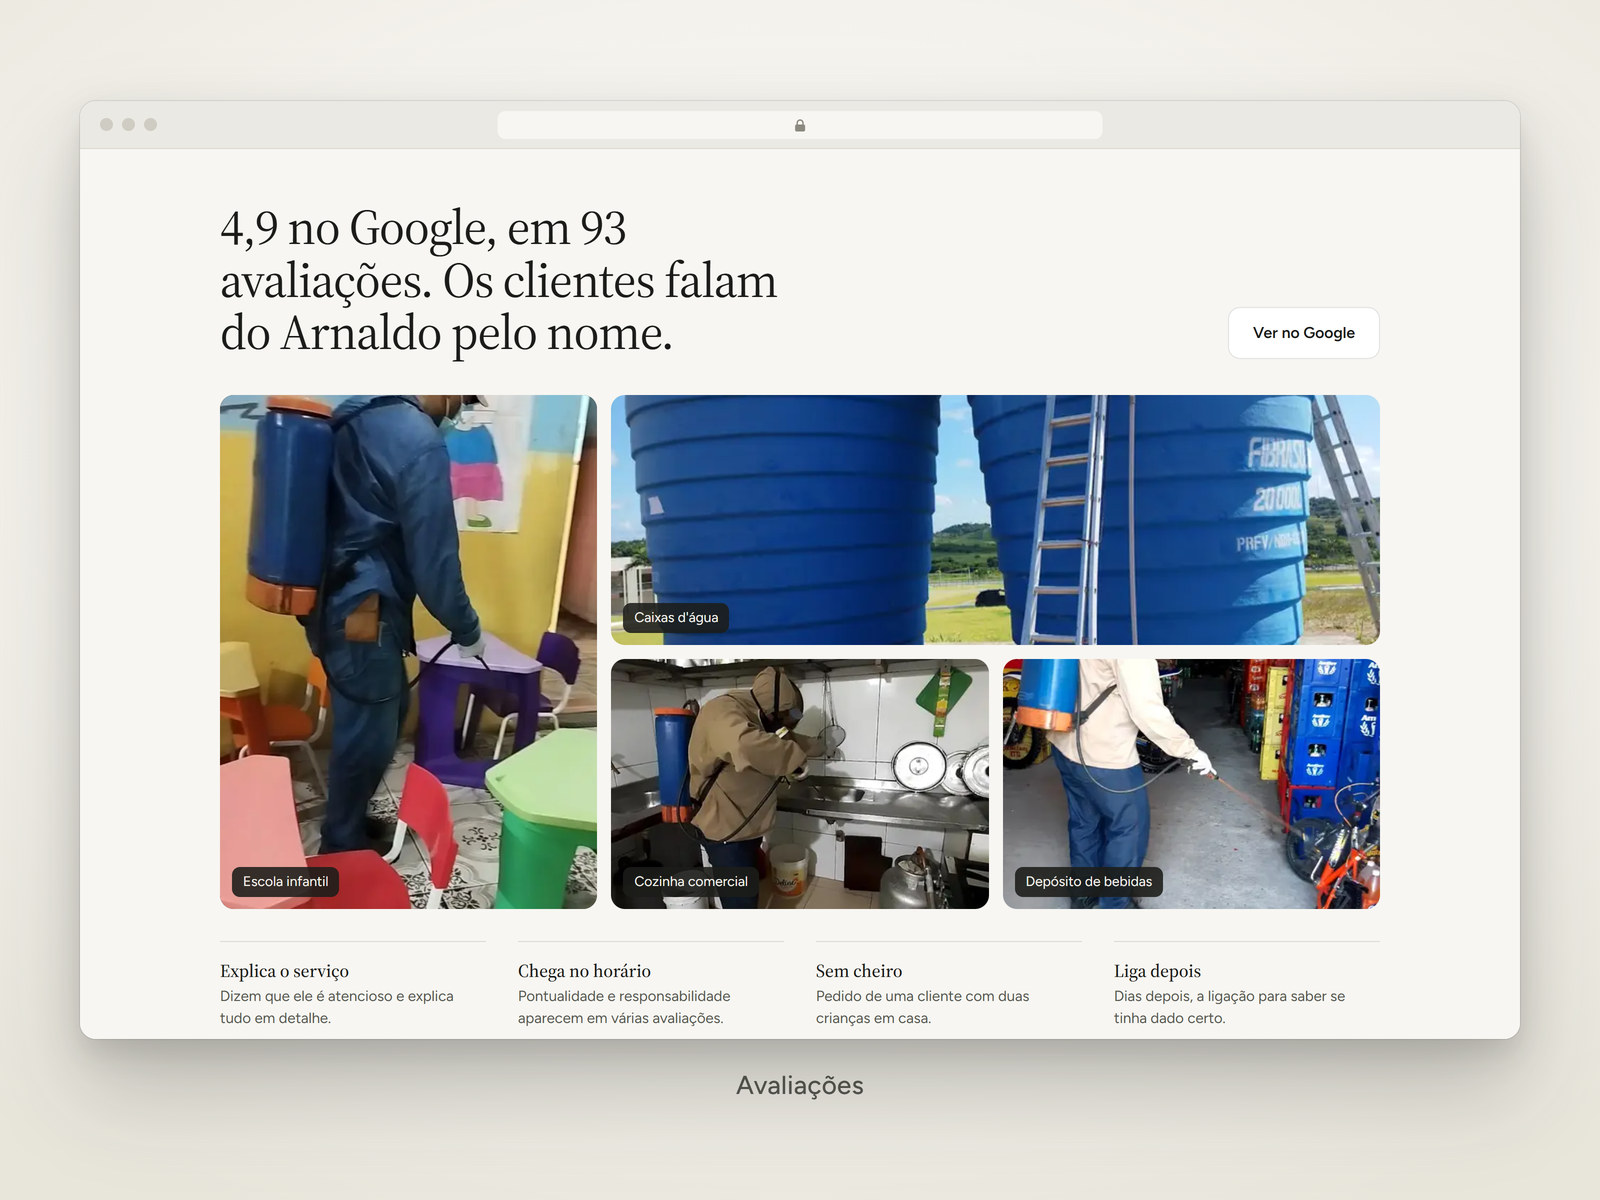 4,9 no Google, em 93
avaliações. Os clientes falam
do Arnaldo pelo nome.
Ver no Google
FIBRASIL
20.000L
Caixas d'água
Escola infantil
Cozinha comercial
Depósito de bebidas
Explica o serviço
Dizem que ele é atencioso e explica
tudo em detalhe.
Chega no horário
Pontualidade e responsabilidade
aparecem em várias avaliações.
Sem cheiro
Pedido de uma cliente com duas
crianças em casa.
Liga depois
Dias depois, a ligação para saber se
tinha dado certo.
Avaliações